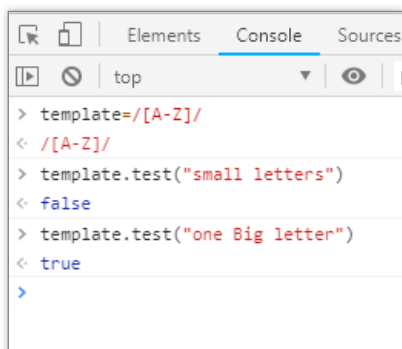 Elements Console Sources
top
> template=/[A-Z]/
/[A-Z]/
> template.test("small letters")
false
> template.test("one Big letter")
true
>